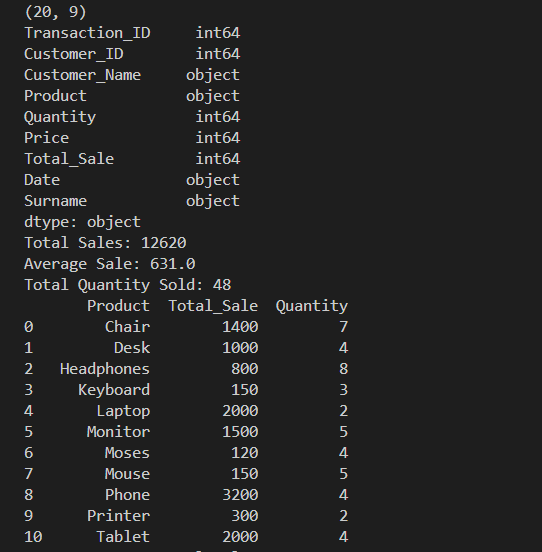 (20, 9)
Transaction_ID     int64
Customer_ID        int64
Customer_Name     object
Product           object
Quantity           int64
Price              int64
Total_Sale         int64
Date              object
Surname           object
dtype: object
Total Sales: 12620
Average Sale: 631.0
Total Quantity Sold: 48
       Product  Total_Sale  Quantity
0        Chair        1400         7
1         Desk        1000         4
2   Headphones         800         8
3     Keyboard         150         3
4       Laptop        2000         2
5      Monitor        1500         5
6        Moses         120         4
7        Mouse         150         5
8        Phone        3200         4
9      Printer         300         2
10      Tablet        2000         4